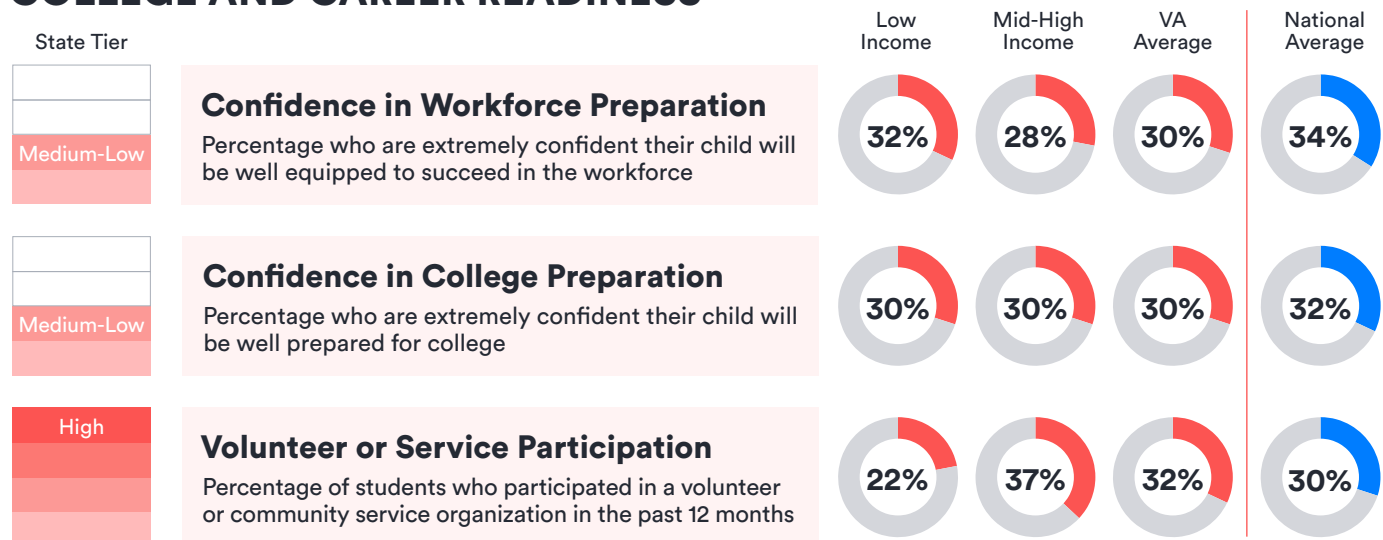 COLLEGE AND CAREER READINESS
State Tier
Low Income
Mid-High Income
VA Average
National Average
Medium-Low
Confidence in Workforce Preparation
Percentage who are extremely confident their child will
be well equipped to succeed in the workforce
32%
28%
30%
34%
Medium-Low
Confidence in College Preparation
Percentage who are extremely confident their child will
be well prepared for college
30%
30%
30%
32%
High
Volunteer or Service Participation
Percentage of students who participated in a volunteer
or community service organization in the past 12 months
22%
37%
32%
30%